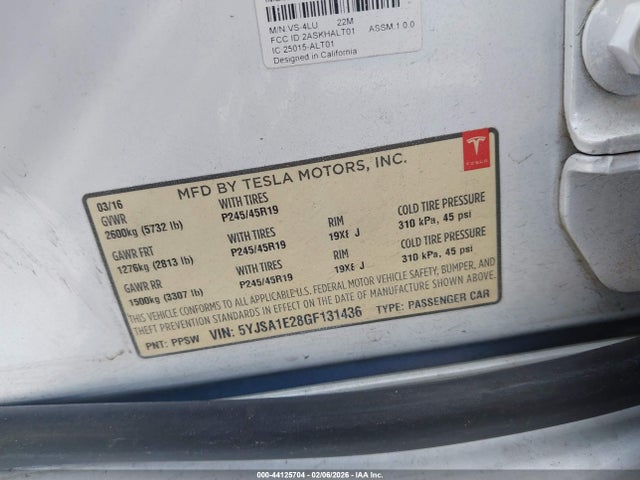 M/N VS-4LU 22M
FCC ID:2ASKHALT01 ASSM.1 0.0
IC 25015-ALT01
Designed in California
MFD BY TESLA MOTORS, INC.
TESLA
03/16
GVWR WITH TIRES RIM COLD TIRE PRESSURE
2600kg (5732 lb) P245/45R19 19X8 J 310 kPa, 45 psi
GAWR FRT WITH TIRES
1276kg (2813 lb) P245/45R19 RIM COLD TIRE PRESSURE
GAWR RR WITH TIRES 19X8 J 310 kPa, 45 psi
1500kg (3307 lb) P245/45R19
THIS VEHICLE CONFORMS TO ALL APPLICABLE U.S. FEDERAL MOTOR VEHICLE SAFETY, BUMPER, AND
THEFT PREVENTION STANDARDS IN EFFECT ON THE DATE OF MANUFACTURE SHOWN ABOVE.
PNT: PPSW VIN: 5YJSA1E28GF131436 TYPE: PASSENGER CAR
000-44125704 - 02/06/2026 - IAAI.COM